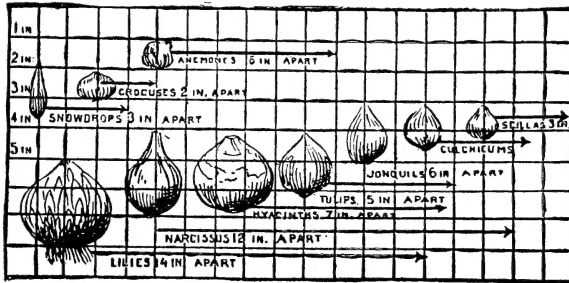 1 IN
2 IN.
ANEMONES 6 IN APART
3 IN
CROCUSES 2 IN. APART
4 IN
SNOWDROPS 3 IN APART
SCILLAS 3 IN
CULCHICUMS
5 IN
JONQUILS 6 IN APART
TULIPS. 5 IN APART
HYACINTHS 7 IN. APART
NARCISSUS 12 IN. APART
LILIES 14 IN APART